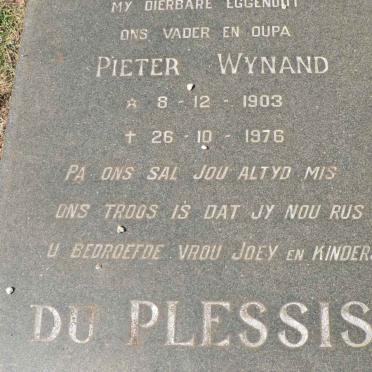 MY DIERBARE EGGENOOT
ONS VADER EN OUPA
PIETER WYNAND
☆ 8 - 12 - 1903
✝ 26 - 10 - 1976
PA ONS SAL JOU ALTYD MIS
ONS TROOS IS DAT JY NOU RUS
U BEDROEFDE VROU JOEY EN KINDERS
DU PLESSIS